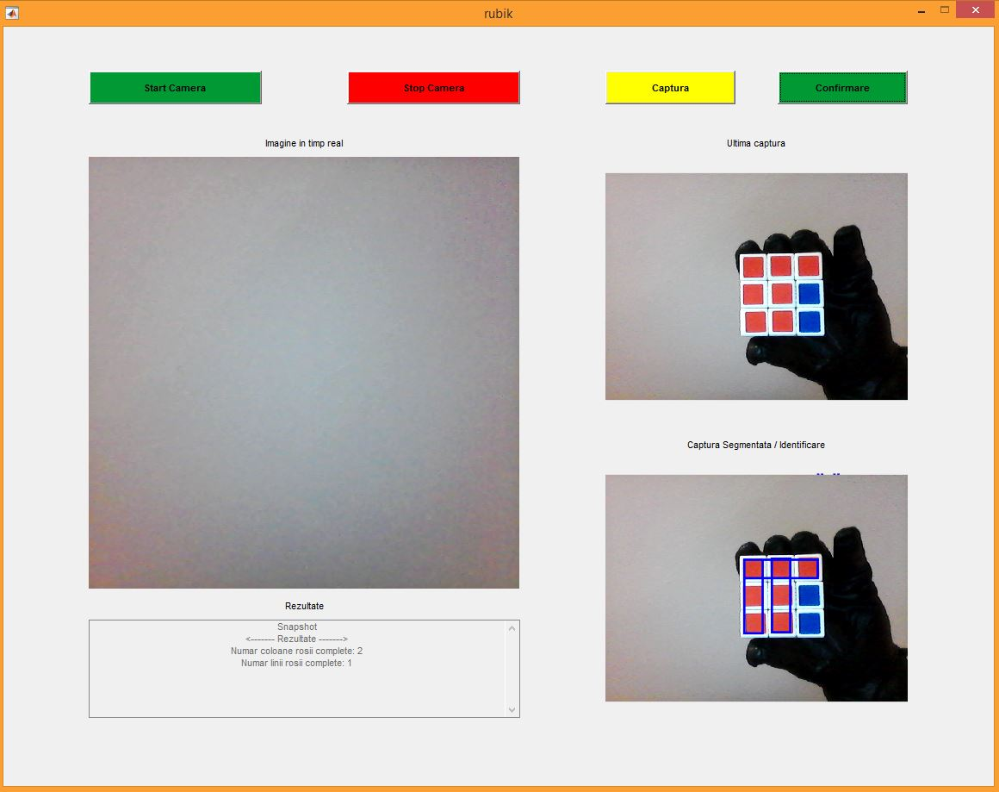 rubik
Start Camera
Stop Camera
Captura
Confirmare
Imagine in timp real
Ultima captura
Captura Segmentata / Identificare
Rezultate
Snapshot
<------- Rezultate ------->
Numar coloane rosii complete: 2
Numar linii rosii complete: 1